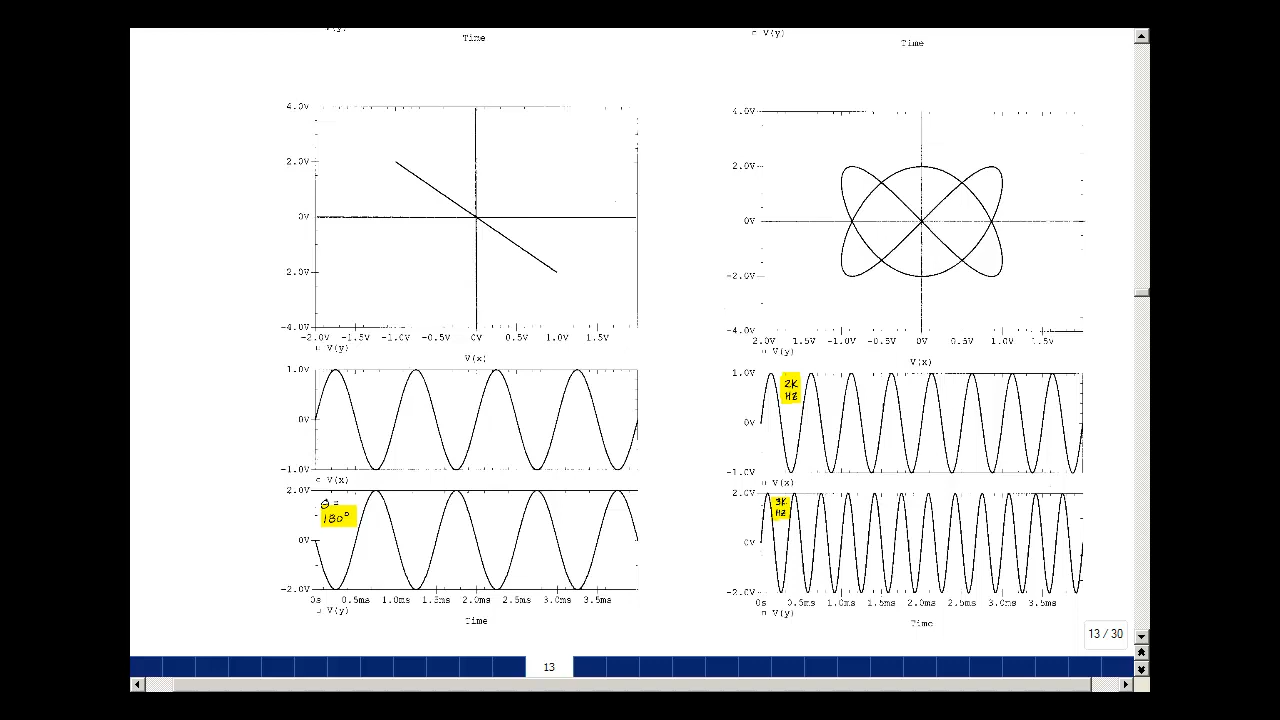 V(y)
Time
▫ V(y)
Time
4.0V
2.0V
0V
2.0V
-4.0V
-2.0V -1.5V -1.0V -0.5V 0V 0.5V 1.0V 1.5V
▫ V(y)
V(x)
1.0V
0V
-1.0V
▫ V(x)
2.0V
θ =
180°
0V
-2.0V
0s 0.5ms 1.0ms 1.5ms 2.0ms 2.5ms 3.0ms 3.5ms
▫ V(y)
Time
4.0V
2.0V
0V
-2.0V
-4.0V
2.0V -1.5V -1.0V -0.5V 0V 0.5V 1.0V 1.5V
▫ V(y)
V(x)
1.0V
2K
HZ
0V
-1.0V
▫ V(x)
2.0V
3K
HZ
0V
-2.0V
0s 0.5ms 1.0ms 1.5ms 2.0ms 2.5ms 3.0ms 3.5ms
▫ V(y)
Time
13 / 30
13